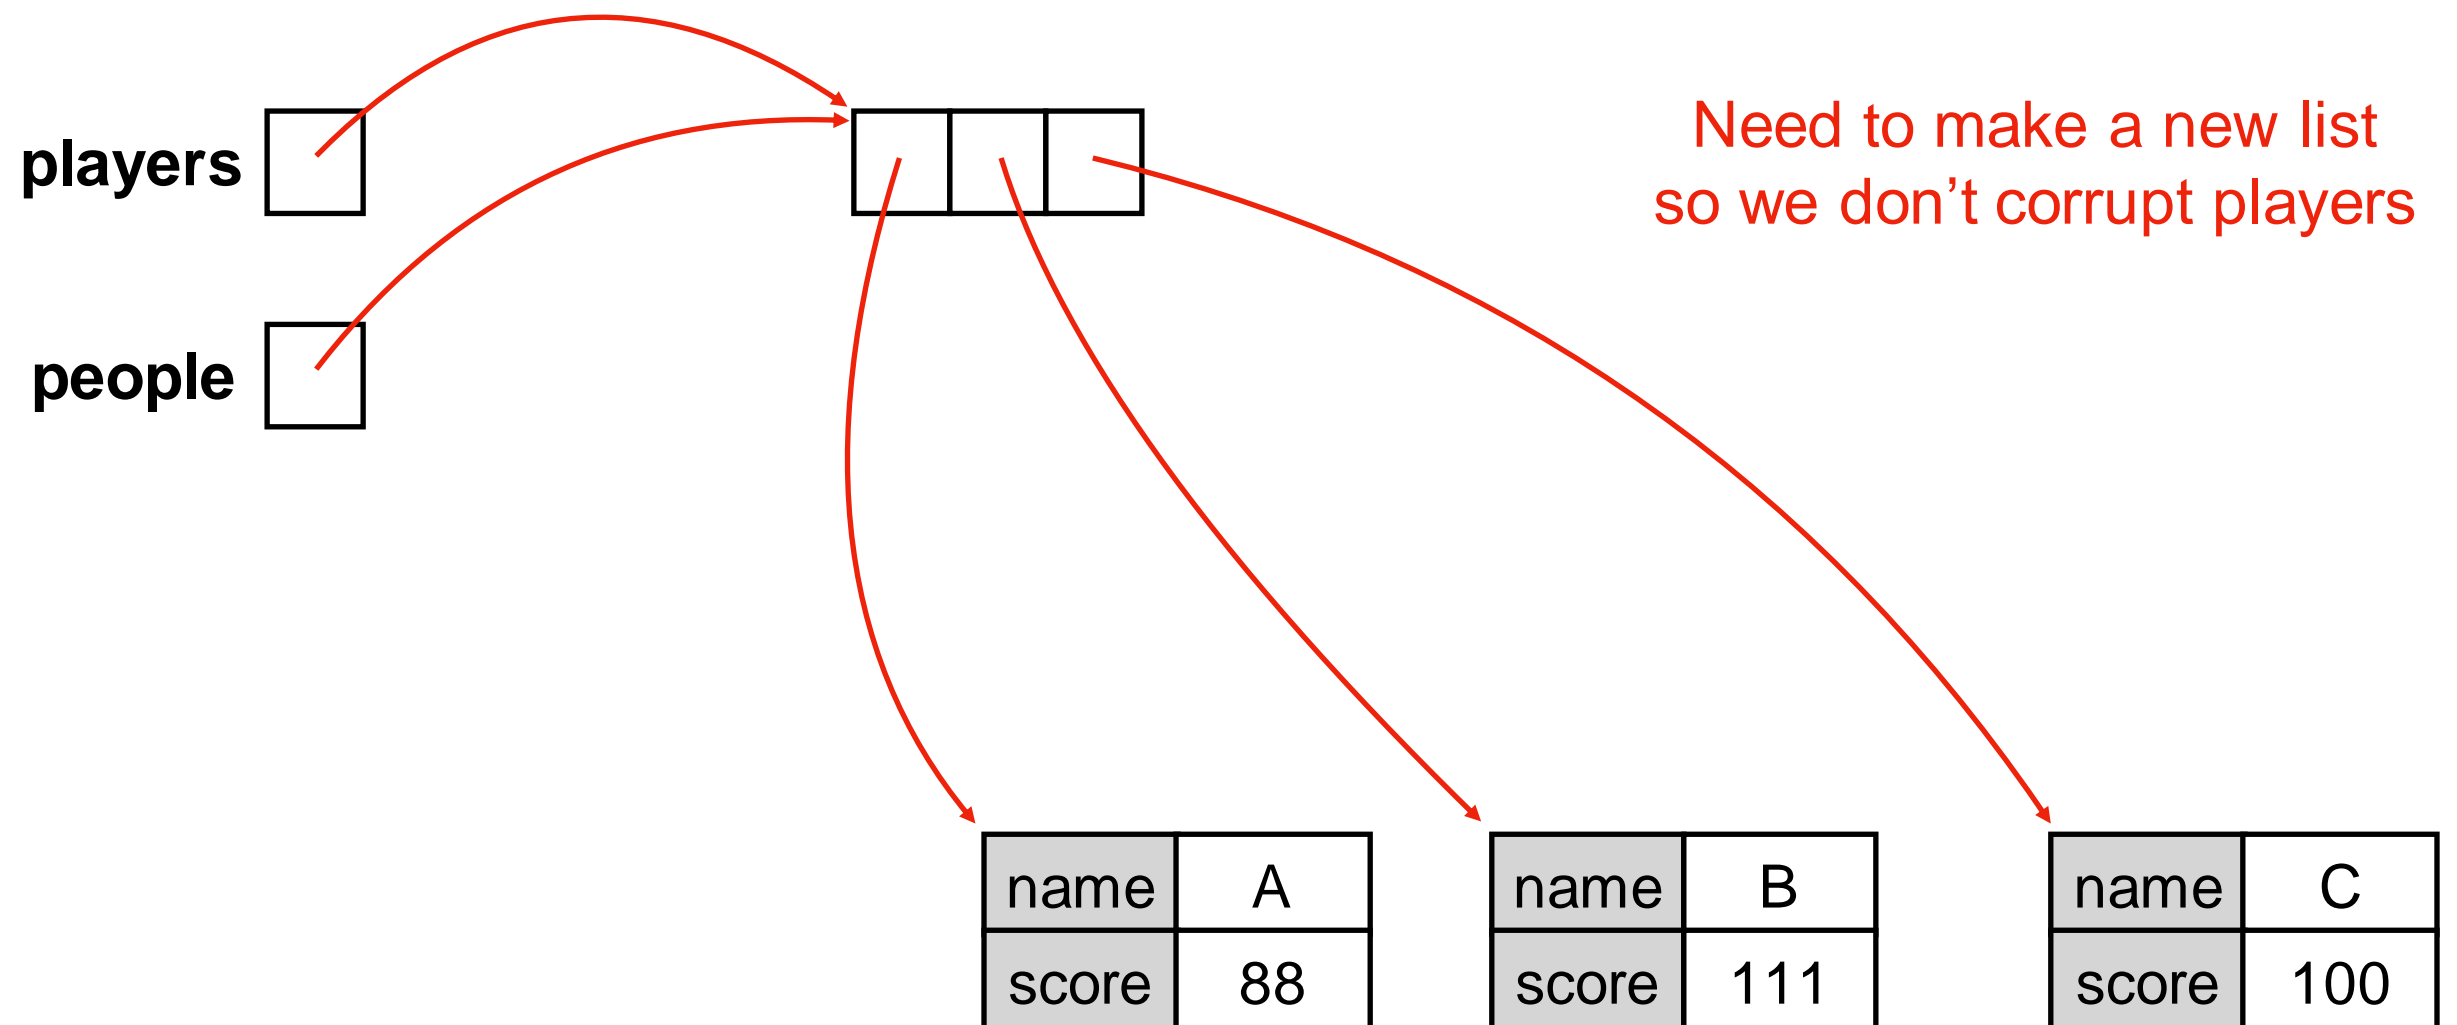 players
Need to make a new list
so we don’t corrupt players
people
name A
score 88
name B
score 111
name C
score 100